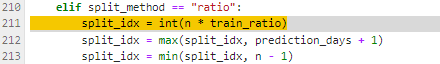 210 elif split_method == "ratio":
211 split_idx = int(n * train_ratio)
212 split_idx = max(split_idx, prediction_days + 1)
213 split_idx = min(split_idx, n - 1)